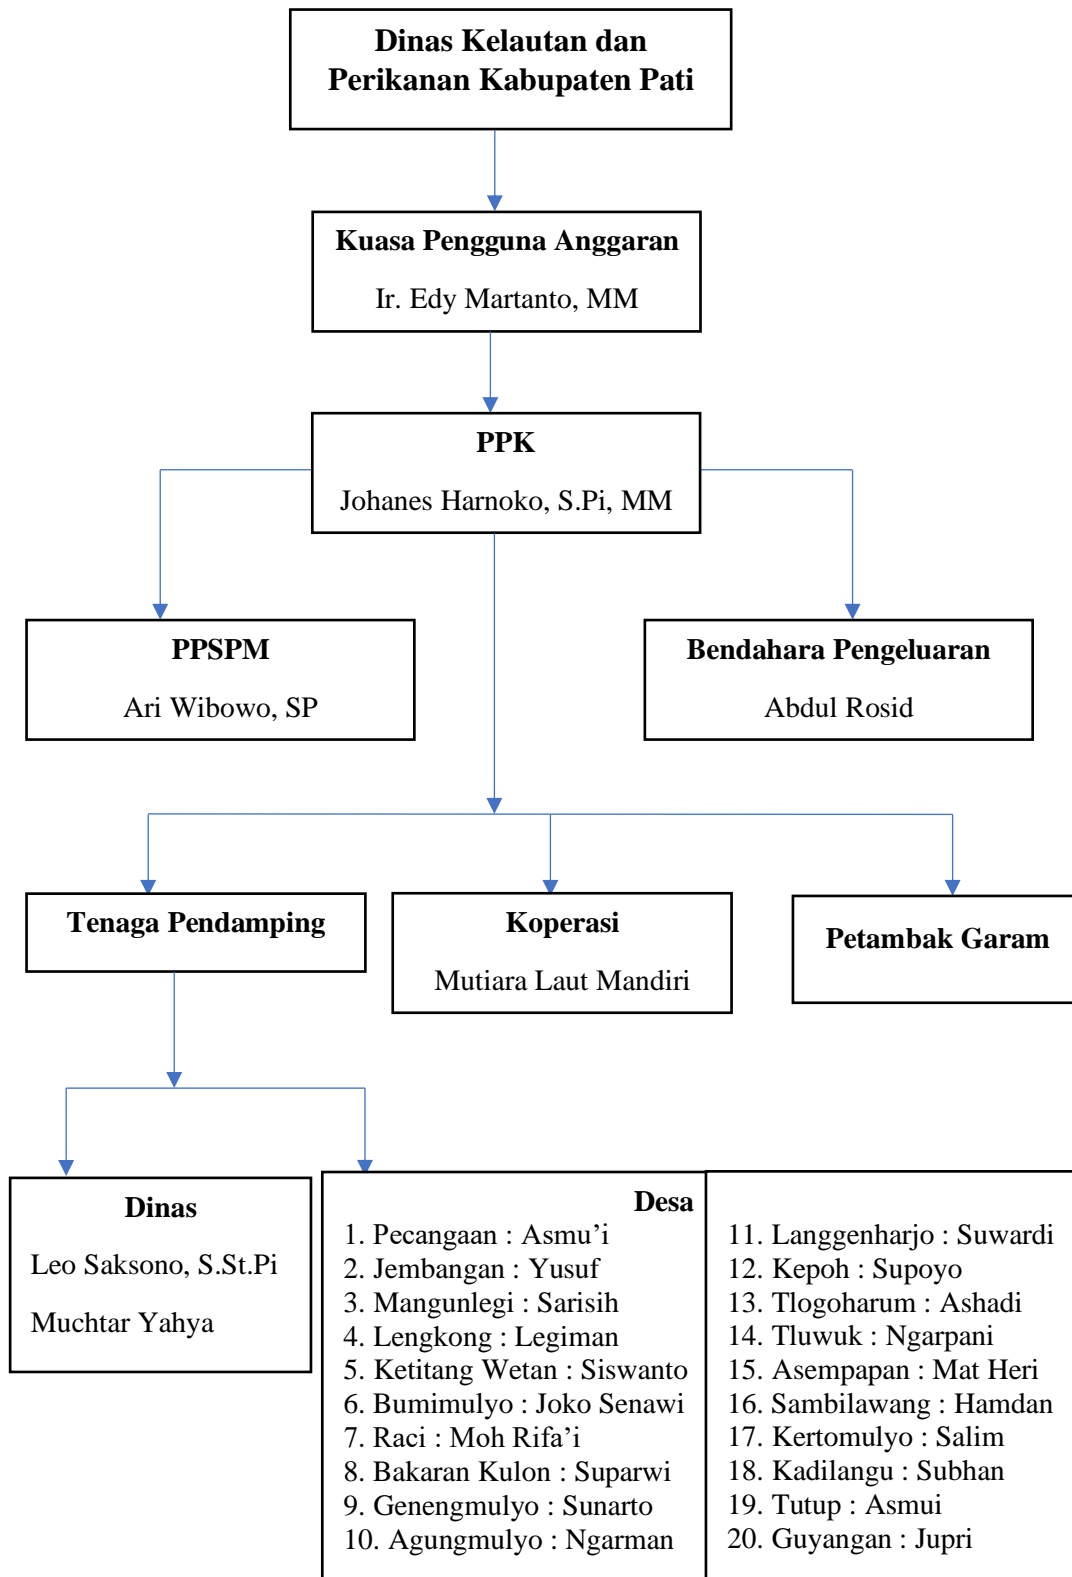 Dinas Kelautan dan
Perikanan Kabupaten Pati
Kuasa Pengguna Anggaran
Ir. Edy Martanto, MM
PPK
Johanes Harnoko, S.Pi, MM
PPSPM
Ari Wibowo, SP
Bendahara Pengeluaran
Abdul Rosid
Tenaga Pendamping
Koperasi
Mutiara Laut Mandiri
Petambak Garam
Dinas
Leo Saksono, S.St.Pi
Muchtar Yahya
Desa
1. Pecangaan : Asmu’i
2. Jembangan : Yusuf
3. Mangunlegi : Sarisih
4. Lengkong : Legiman
5. Ketitang Wetan : Siswanto
6. Bumimulyo : Joko Senawi
7. Raci : Moh Rifa’i
8. Bakaran Kulon : Suparwi
9. Genengmulyo : Sunarto
10. Agungmulyo : Ngarman
11. Langgenharjo : Suwardi
12. Kepoh : Supoyo
13. Tlogoharum : Ashadi
14. Tluwuk : Ngarpani
15. Asempapan : Mat Heri
16. Sambilawang : Hamdan
17. Kertomulyo : Salim
18. Kadilangu : Subhan
19. Tutup : Asmui
20. Guyangan : Jupri